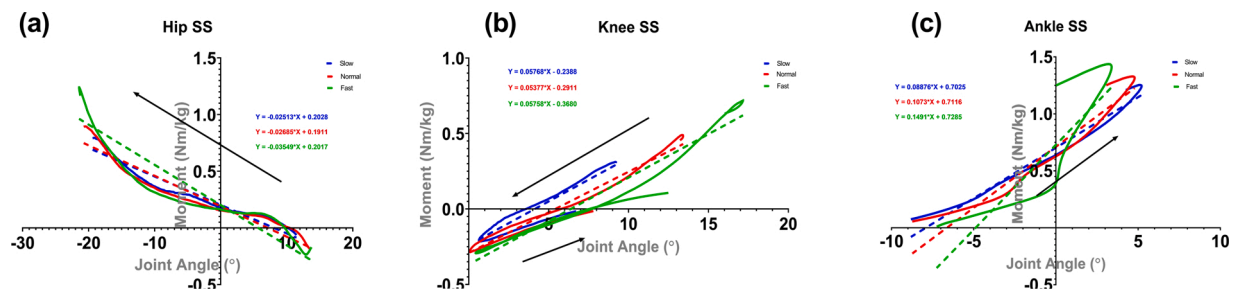 (a)
Hip SS
1.5
Slow
Normal
Fast
1.0
Y = -0.02513*X + 0.2028
Y = -0.02685*X + 0.1911
Y = -0.03549*X + 0.2017
0.5
Moment (Nm/kg)
-30
-20
-10
10
20
Joint Angle (°)
-0.5
(b)
Knee SS
1.0
Slow
Normal
Fast
Y = 0.05768*X - 0.2388
Y = 0.05377*X - 0.2911
Y = 0.05758*X - 0.3680
0.5
Moment (Nm/kg)
0.0
5
10
15
20
Joint Angle (°)
-0.5
(c)
Ankle SS
1.5
Slow
Normal
Fast
Y = 0.08876*X + 0.7025
Y = 0.1073*X + 0.7116
Y = 0.1491*X + 0.7285
1.0
0.5
Moment (Nm/kg)
-10
-5
0
5
10
Joint Angle (°)
-0.5